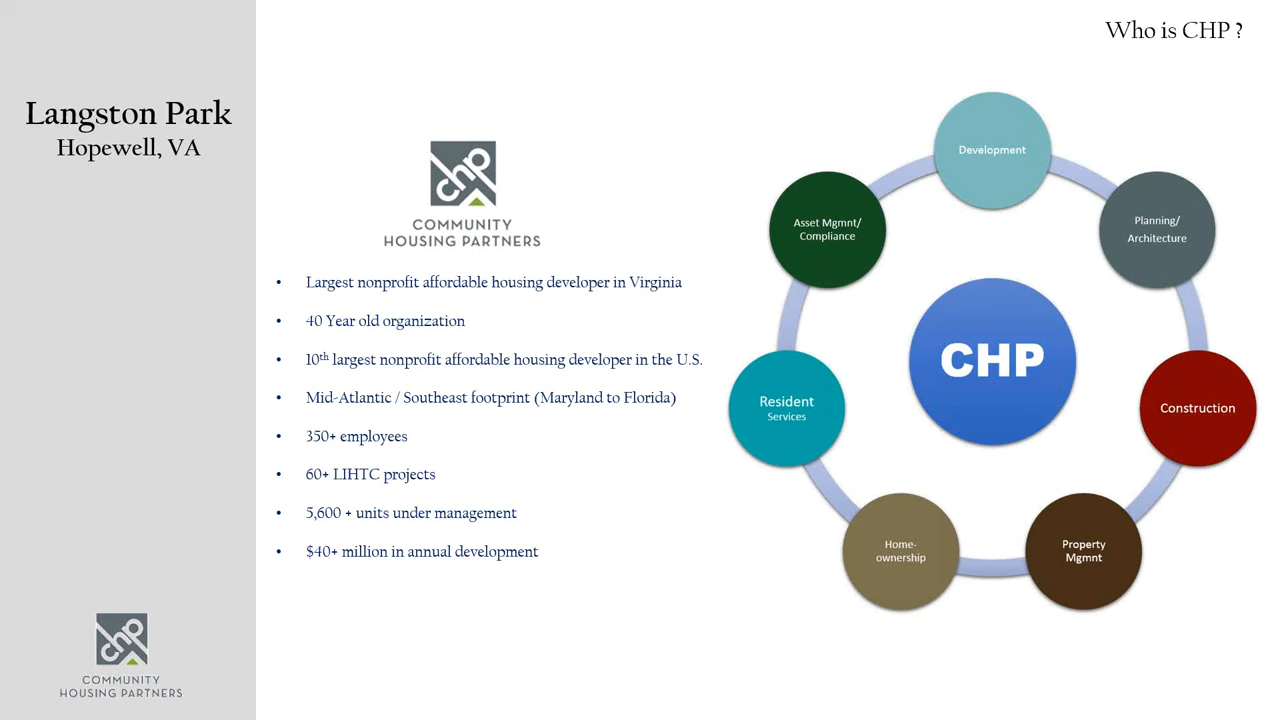 Who is CHP ?
Langston Park
Hopewell, VA
chp
COMMUNITY
HOUSING PARTNERS
• Largest nonprofit affordable housing developer in Virginia
• 40 Year old organization
• 10th largest nonprofit affordable housing developer in the U.S.
• Mid-Atlantic / Southeast footprint (Maryland to Florida)
• 350+ employees
• 60+ LIHTC projects
• 5,600 + units under management
• $40+ million in annual development
Development
Planning/
Architecture
Construction
Property
Mgmnt
Home-
ownership
Resident
Services
Asset Mgmnt/
Compliance
CHP
chp
COMMUNITY
HOUSING PARTNERS